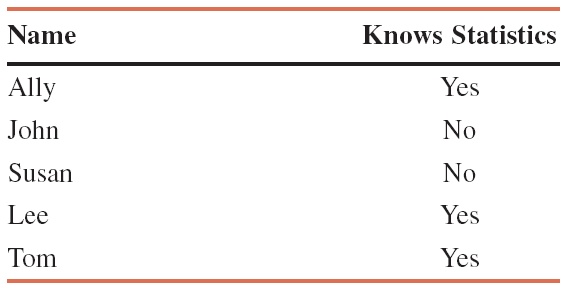 Name Knows Statistics
Ally Yes
John No
Susan No
Lee Yes
Tom Yes